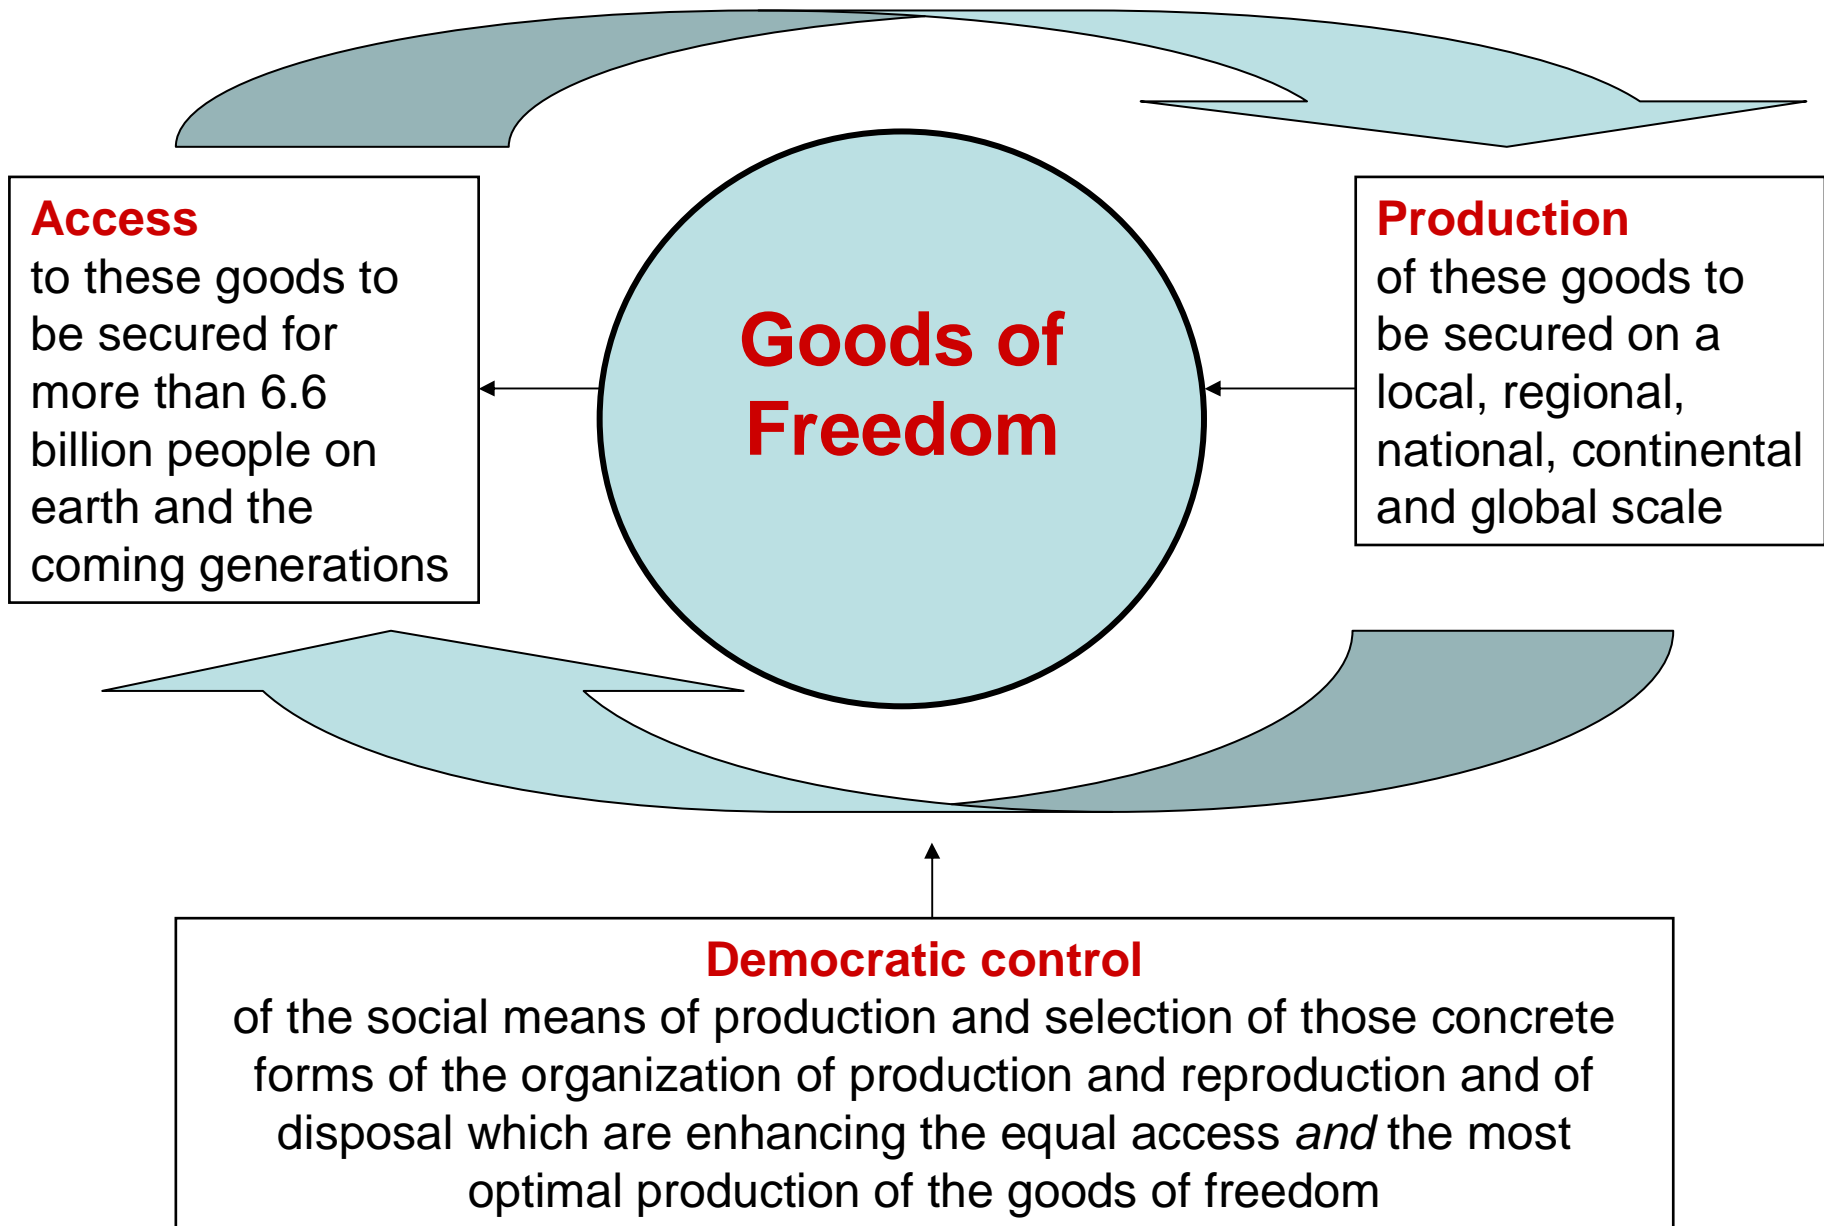 Access
to these goods to
be secured for
more than 6.6
billion people on
earth and the
coming generations
Goods of
Freedom
Production
of these goods to
be secured on a
local, regional,
national, continental
and global scale
Democratic control
of the social means of production and selection of those concrete
forms of the organization of production and reproduction and of
disposal which are enhancing the equal access and the most
optimal production of the goods of freedom